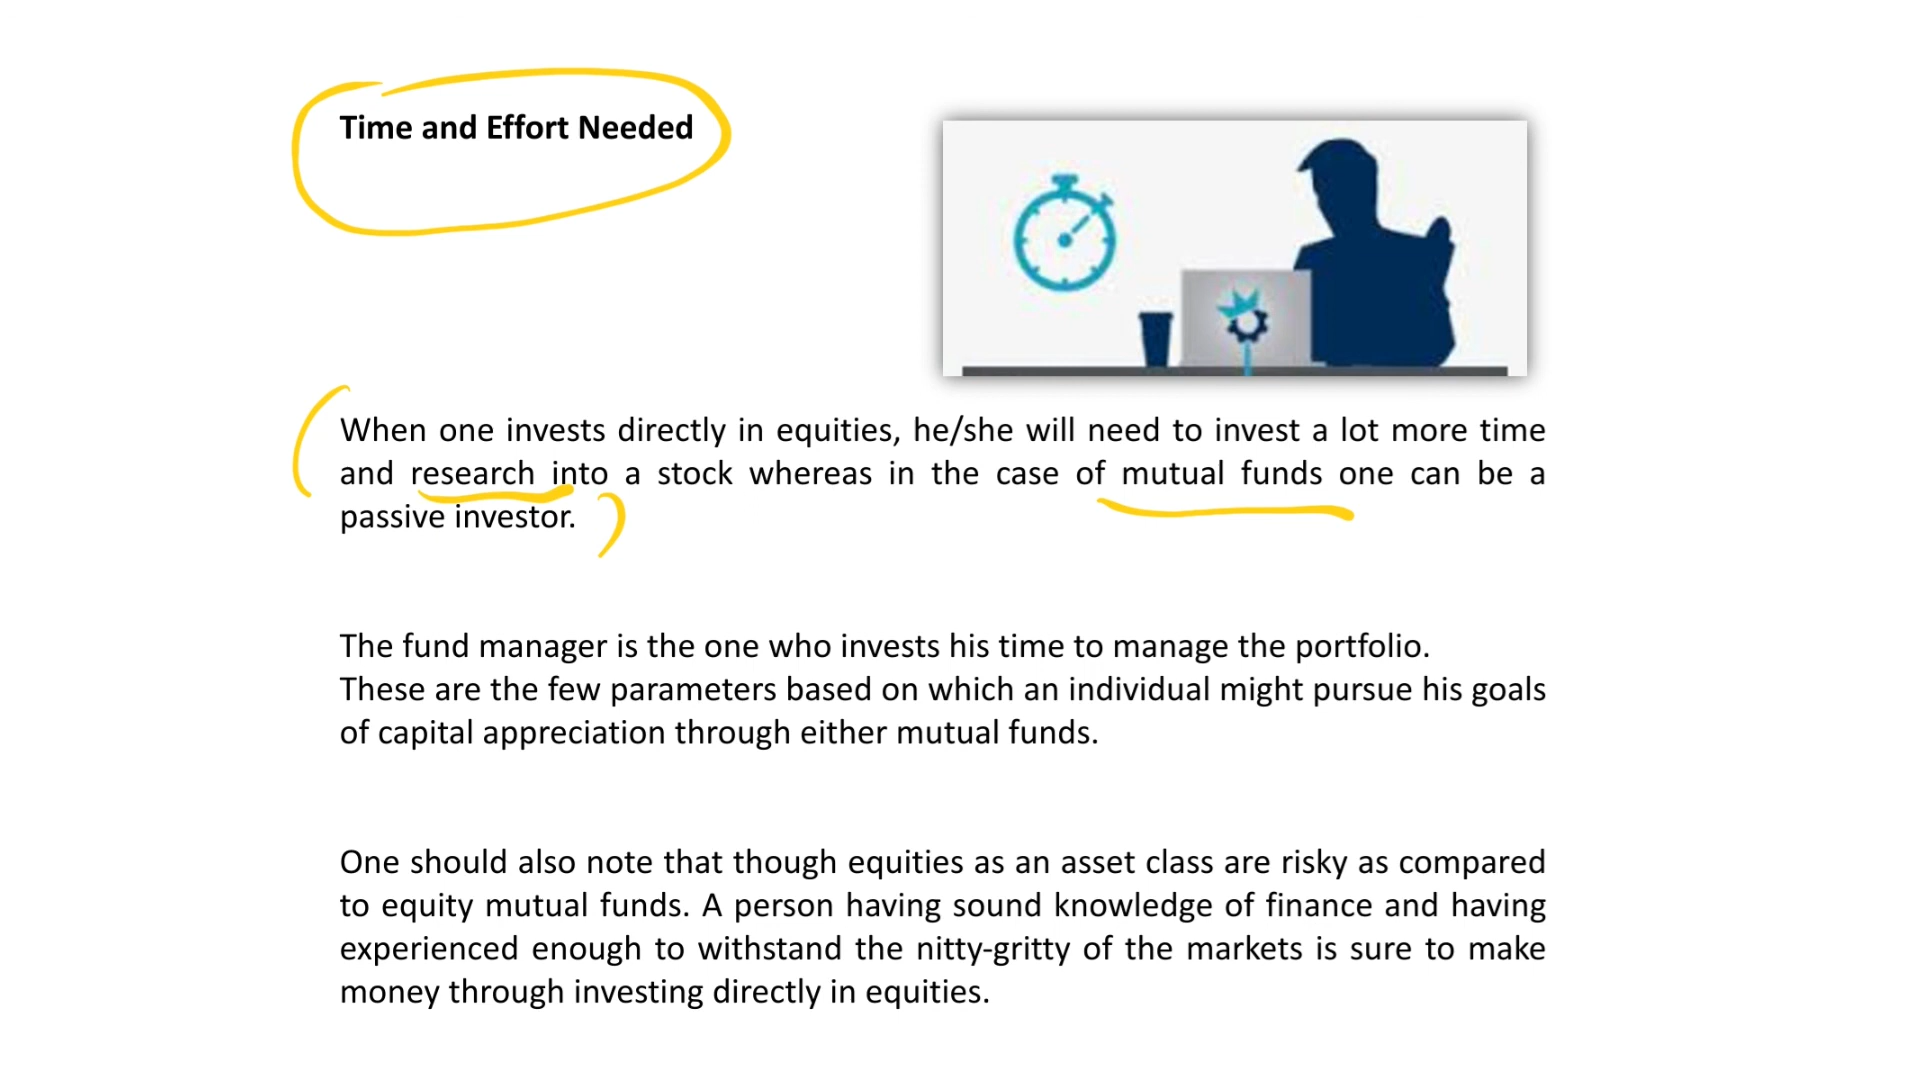 Time and Effort Needed
When one invests directly in equities, he/she will need to invest a lot more time
and research into a stock whereas in the case of mutual funds one can be a
passive investor.
The fund manager is the one who invests his time to manage the portfolio.
These are the few parameters based on which an individual might pursue his goals
of capital appreciation through either mutual funds.
One should also note that though equities as an asset class are risky as compared
to equity mutual funds. A person having sound knowledge of finance and having
experienced enough to withstand the nitty-gritty of the markets is sure to make
money through investing directly in equities.